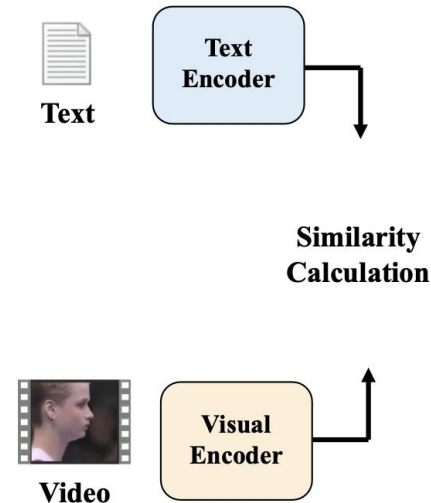 Text
Encoder
Text
Similarity
Calculation
Visual
Encoder
Video